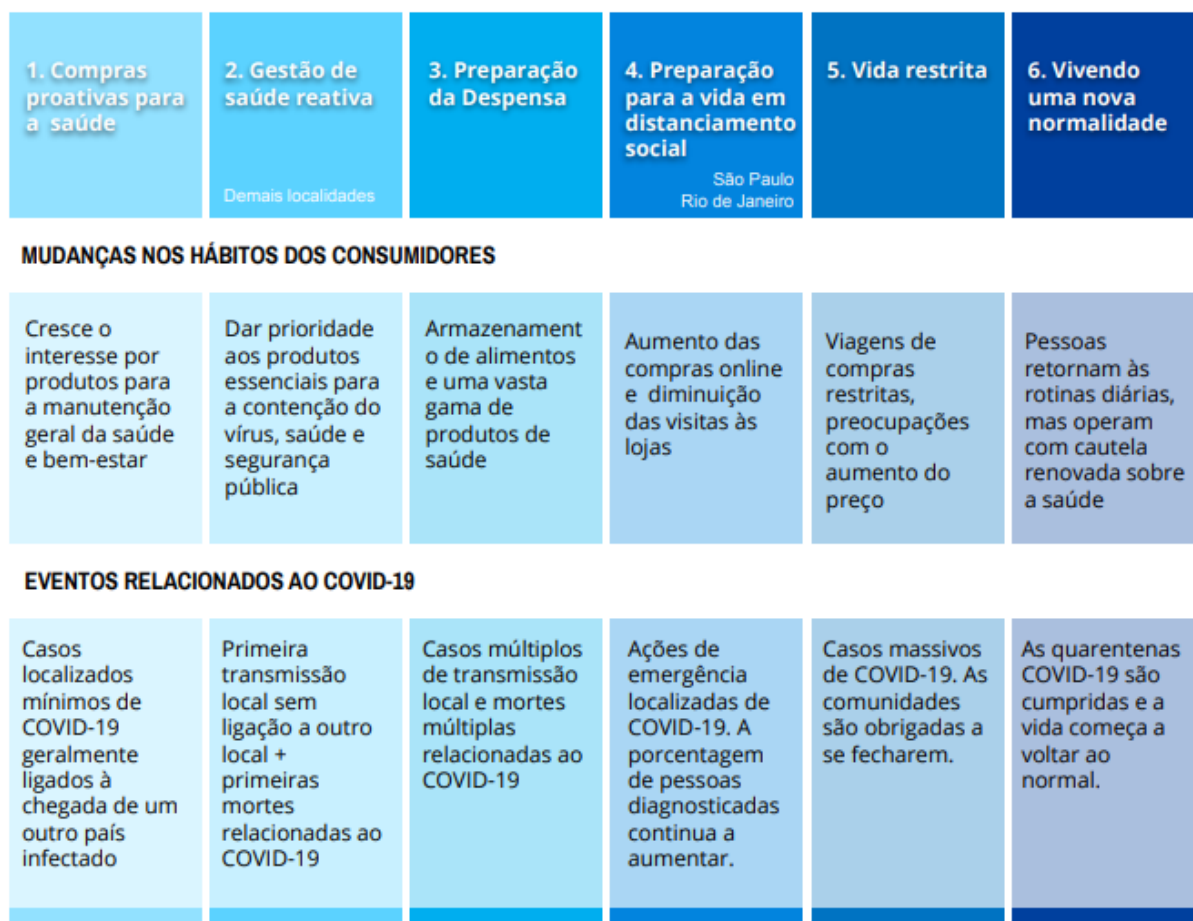 1. Compras
proativas para
a saúde
2. Gestão de
saúde reativa
Demais localidades
3. Preparação
da Despensa
4. Preparação
para a vida em
distanciamento
social
São Paulo
Rio de Janeiro
5. Vida restrita
6. Vivendo
uma nova
normalidade
MUDANÇAS NOS HÁBITOS DOS CONSUMIDORES
Cresce o
interesse por
produtos para
a manutenção
geral da saúde
e bem-estar
Dar prioridade
aos produtos
essenciais para
a contenção do
vírus, saúde e
segurança
pública
Armazenament
o de alimentos
e uma vasta
gama de
produtos de
saúde
Aumento das
compras online
e diminuição
das visitas às
lojas
Viagens de
compras
restritas,
preocupações
com o
aumento do
preço
Pessoas
retornam às
rotinas diárias,
mas operam
com cautela
renovada sobre
a saúde
EVENTOS RELACIONADOS AO COVID-19
Casos
localizados
mínimos de
COVID-19
geralmente
ligados à
chegada de um
outro país
infectado
Primeira
transmissão
local sem
ligação a outro
local +
primeiras
mortes
relacionadas ao
COVID-19
Casos múltiplos
de transmissão
local e mortes
múltiplas
relacionadas ao
COVID-19
Ações de
emergência
localizadas de
COVID-19. A
porcentagem
de pessoas
diagnosticadas
continua a
aumentar.
Casos massivos
de COVID-19. As
comunidades
são obrigadas a
se fecharem.
As quarentenas
COVID-19 são
cumpridas e a
vida começa a
voltar ao
normal.